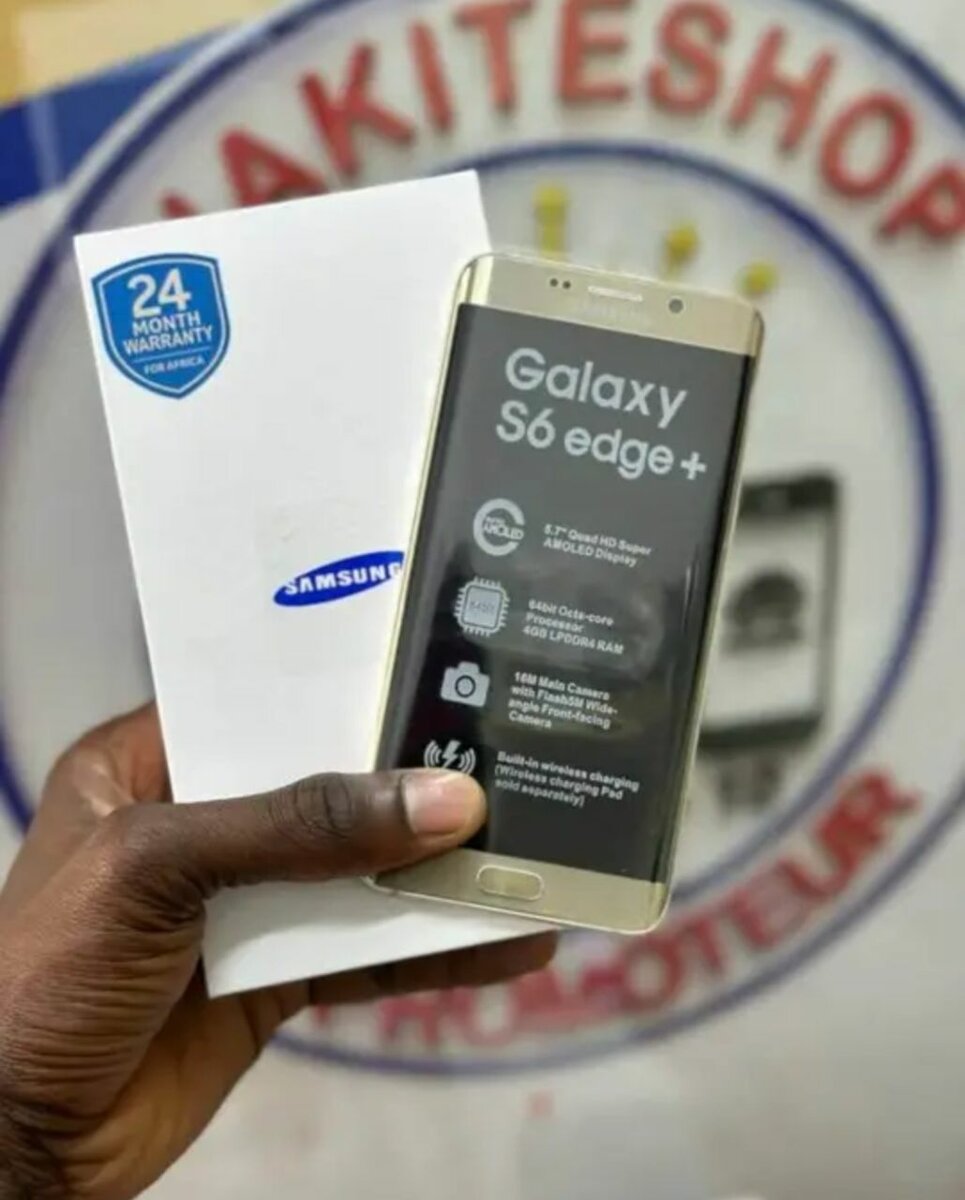 AKITESHOP
24
MONTH
WARRANTY
FOR AFRICA
SAMSUNG
Galaxy
S6 edge+
AMOLED
5.7" Quad HD Super
AMOLED Display
64bit Octa-core
Processor
4GB LPDDR4 RAM
16M Main Camera
with Flash5M Wide-
angle Front-facing
Camera
Built-in wireless charging
(Wireless charging Pad
sold separately)
PROMOTEUR